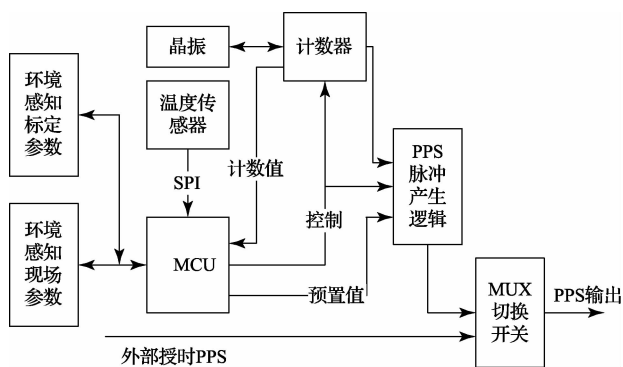 晶振
计数器
环境
感知
标定
参数
温度传
感器
计数值
SPI
PPS
脉冲
产生
逻辑
控制
环境
感知
现场
参数
MCU
预置值
MUX
切换
开关
PPS输出
外部授时PPS